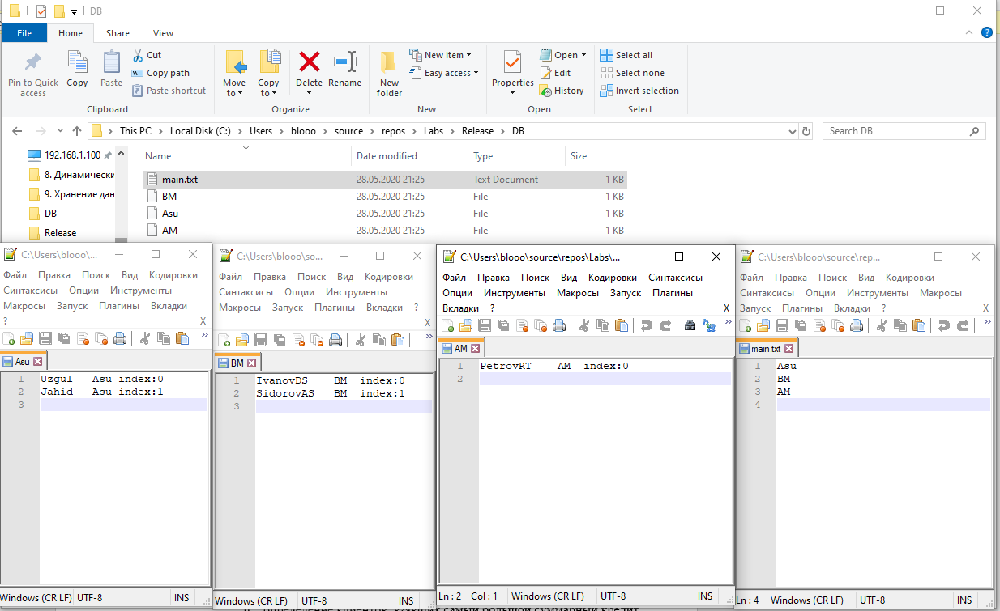 DB
File Home Share View
Pin to Quick access
Copy
Paste
Cut
Copy path
Paste shortcut
Clipboard
Move to
Copy to
Delete
Rename
Organize
New folder
New item
Easy access
New
Properties
Open
Edit
History
Open
Select all
Select none
Invert selection
Select
This PC > Local Disk (C:) > Users > blooo > source > repos > Labs > Release > DB
Search DB
192.168.1.100
8. Динамически
9. Хранение дан
DB
Release
Name Date modified Type Size
main.txt 28.05.2020 21:25 Text Document 1 KB
BM 28.05.2020 21:25 File 1 KB
Asu 28.05.2020 21:25 File 1 KB
AM 28.05.2020 21:25 File 1 KB
C:\Users\blooo\...
Файл Правка Поиск Вид Кодировки
Синтаксисы Опции Инструменты
Макросы Запуск Плагины Вкладки
? X
Asu
1 Uzgul Asu index:0
2 Jahid Asu index:1
3
Windows (CR LF) UTF-8 INS
C:\Users\blooo\so...
Файл Правка Поиск Вид Кодировки
Синтаксисы Опции Инструменты
Макросы Запуск Плагины Вкладки ?
X
BM
1 IvanovDS BM index:0
2 SidorovAS BM index:1
3
Windows (CR LF) UTF-8 INS
C:\Users\blooo\source\repos\Labs\...
Файл Правка Поиск Вид Кодировки Синтаксисы
Опции Инструменты Макросы Запуск Плагины
Вкладки ? X
AM
1 PetrovRT AM index:0
2
Ln : 2 Col : 1 Windows (CR LF) UTF-8 INS
C:\Users\blooo\source\rep...
Файл Правка Поиск Вид Кодировки
Синтаксисы Опции Инструменты Макросы
Запуск Плагины Вкладки ? X
main.txt
1 Asu
2 BM
3 AM
4
Ln : 4 Windows (CR LF) UTF-8 INS
самый большой суммарный кредит